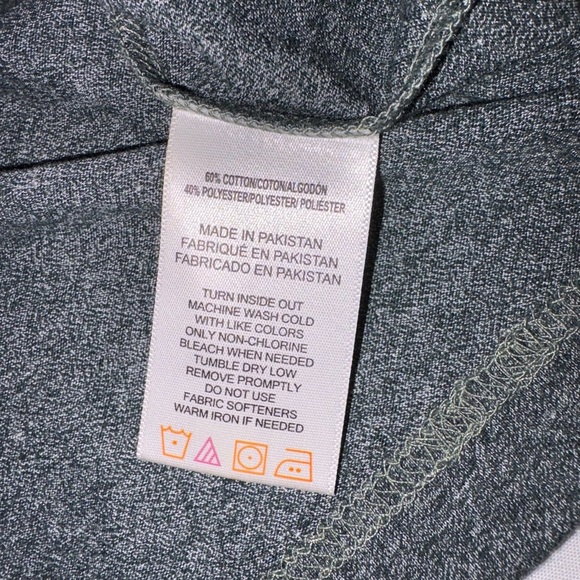 60% COTTON/COTON/ALGODÓN
40% POLYESTER/POLYESTER/ POLIÉSTER
MADE IN PAKISTAN
FABRIQUÉ EN PAKISTAN
FABRICADO EN PAKISTAN
TURN INSIDE OUT
MACHINE WASH COLD
WITH LIKE COLORS
ONLY NON-CHLORINE
BLEACH WHEN NEEDED
TUMBLE DRY LOW
REMOVE PROMPTLY
DO NOT USE
FABRIC SOFTENERS
WARM IRON IF NEEDED